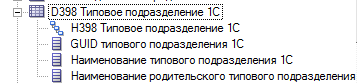 D398 Типовое подразделение 1С
H398 Типовое подразделение 1С
GUID типового подразделения 1С
Наименование типового подразделения 1С
Наименование родительского типового подразделения